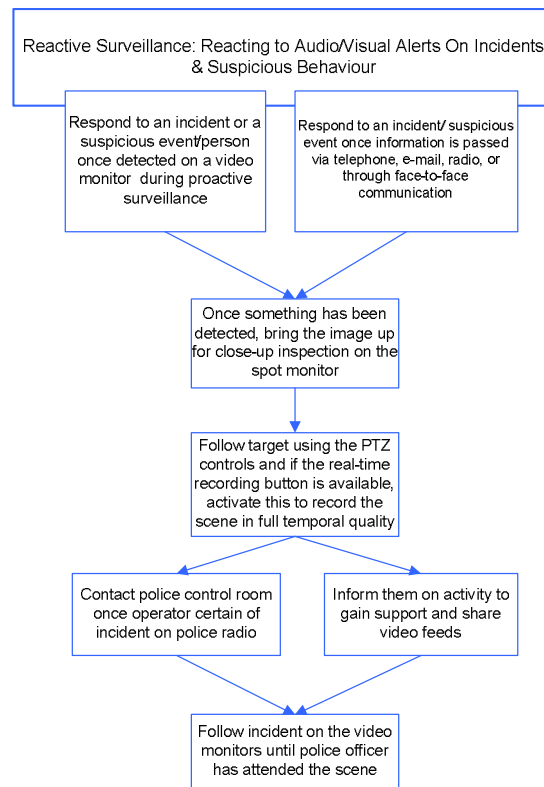 Reactive Surveillance: Reacting to Audio/Visual Alerts On Incidents
& Suspicious Behaviour
Respond to an incident or a
suspicious event/person
once detected on a video
monitor during proactive
surveillance
Respond to an incident/ suspicious
event once information is passed
via telephone, e-mail, radio, or
through face-to-face
communication
Once something has been
detected, bring the image up
for close-up inspection on the
spot monitor
Follow target using the PTZ
controls and if the real-time
recording button is available,
activate this to record the
scene in full temporal quality
Contact police control room
once operator certain of
incident on police radio
Inform them on activity to
gain support and share
video feeds
Follow incident on the video
monitors until police officer
has attended the scene